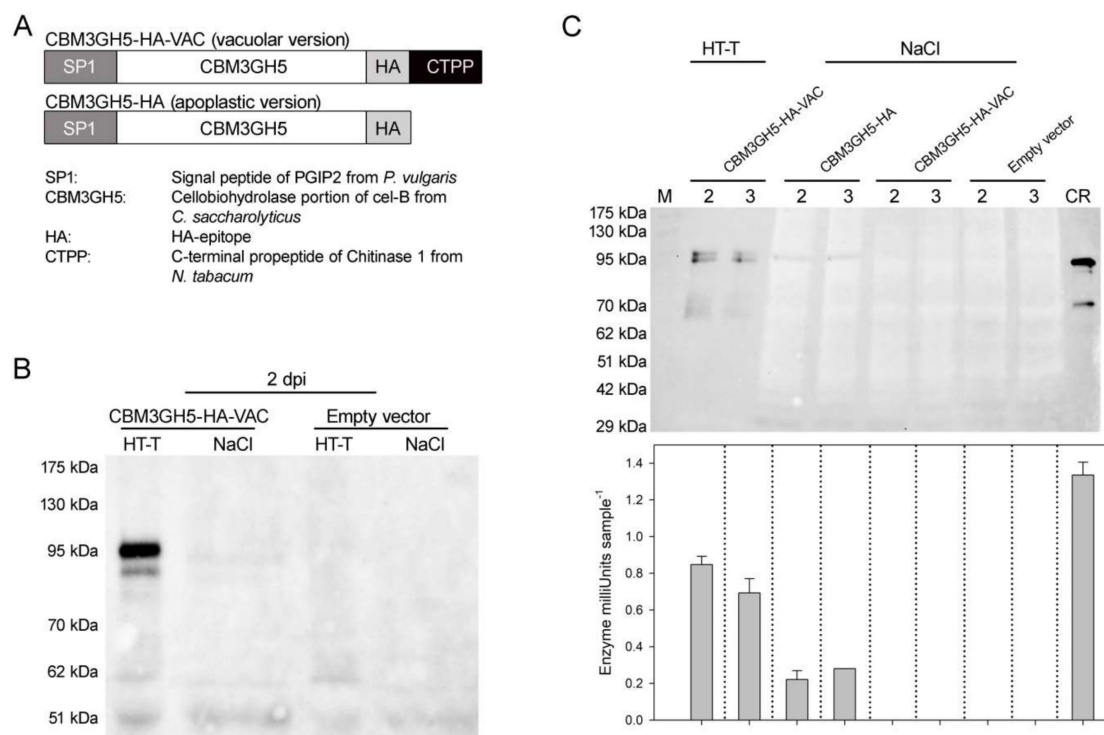 A
CBM3GH5-HA-VAC (vacuolar version)
SP1 CBM3GH5 HA CTPP
CBM3GH5-HA (apoplastic version)
SP1 CBM3GH5 HA
SP1: Signal peptide of PGIP2 from P. vulgaris
CBM3GH5: Cellobiohydrolase portion of cel-B from
C. saccharolyticus
HA: HA-epitope
CTPP: C-terminal propeptide of Chitinase 1 from
N. tabacum
B
2 dpi
CBM3GH5-HA-VAC Empty vector
HT-T NaCl HT-T NaCl
175 kDa
130 kDa
95 kDa
70 kDa
62 kDa
51 kDa
C
HT-T NaCl
CBM3GH5-HA-VAC
CBM3GH5-HA
CBM3GH5-HA-VAC
Empty vector
M 2 3 2 3 2 3 2 3 CR
175 kDa
130 kDa
95 kDa
70 kDa
62 kDa
51 kDa
42 kDa
29 kDa
Enzyme milliUnits sample⁻¹
1.4
1.2
1.0
0.8
0.6
0.4
0.2
0.0